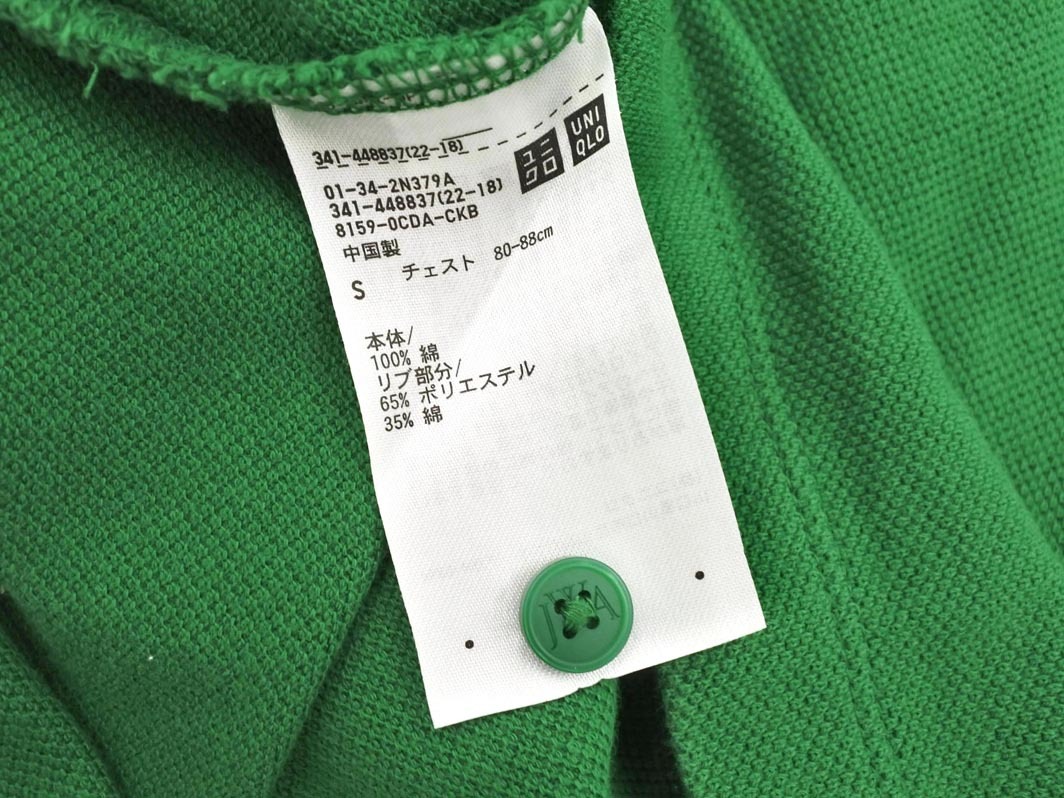 341-448837(22-18)
ユニクロ
UNIQLO
01-34-2N379A
341-448837(22-18)
8159-0CDA-CKB
中国製
S チェスト 80-88cm
本体/
100% 綿
リブ部分/
65% ポリエステル
35% 綿
JWA